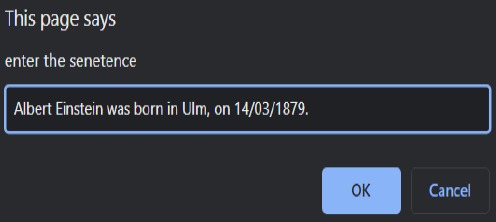 This page says
enter the senetence
Albert Einstein was born in Ulm, on 14/03/1879.
OK
Cancel